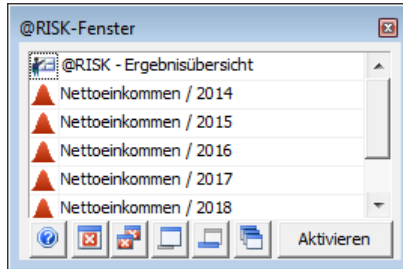 @RISK-Fenster
@RISK - Ergebnisübersicht
Nettoeinkommen / 2014
Nettoeinkommen / 2015
Nettoeinkommen / 2016
Nettoeinkommen / 2017
Nettoeinkommen / 2018
Aktivieren